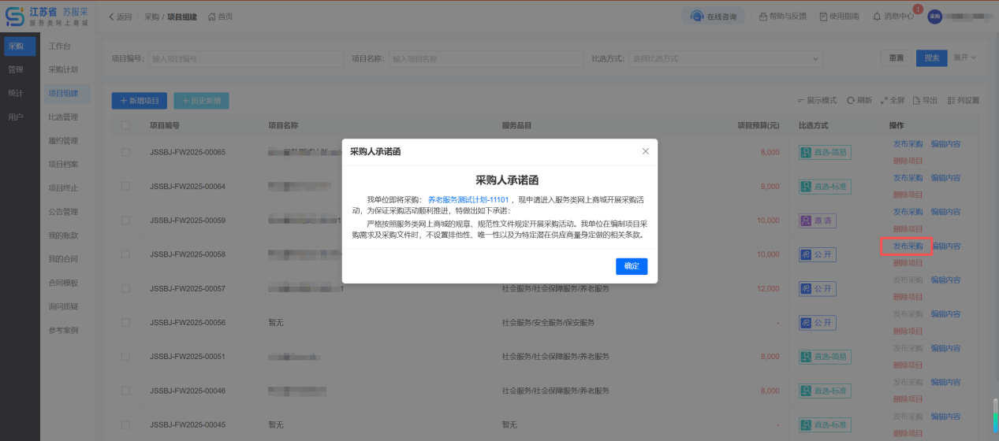 江苏省 苏服采
服务类网上商城
返回 采购 / 项目组建 首页
在线咨询 帮助与反馈 使用指南 消息中心 1 采购
采购
管理
统计
用户
工作台
采购计划
项目组建
比选管理
履约管理
项目档案
项目终止
公告管理
我的账款
我的合同
合同模板
询问质疑
参考案例
项目编号: 输入项目编号 项目名称: 输入项目名称 比选方式: 选择比选方式 重置 搜索 展开
新增项目 历史新增 展示模式 刷新 全屏 导出 列设置
项目编号 项目名称 服务品目 项目预算(元) 比选方式 操作
JSSBJ-FW2025-00065 8,000 直选-简易 发布采购 编辑内容
删除项目
JSSBJ-FW2025-00064 9,000 直选-标准 发布采购 编辑内容
删除项目
JSSBJ-FW2025-00059 10,000 邀请 发布采购 编辑内容
删除项目
JSSBJ-FW2025-00058 10,000 公开 发布采购 编辑内容
删除项目
JSSBJ-FW2025-00057 社会服务/社会保障服务/养老服务 12,000 公开 发布采购 编辑内容
删除项目
JSSBJ-FW2025-00056 暂无 社会服务/安全服务/保安服务 - 公开 发布采购 编辑内容
删除项目
JSSBJ-FW2025-00051 社会服务/社会保障服务/养老服务 8,000 直选-简易 发布采购 编辑内容
删除项目
JSSBJ-FW2025-00046 社会服务/社会保障服务/养老服务 8,000 直选-标准 发布采购 编辑内容
删除项目
JSSBJ-FW2025-00045 暂无 暂无 - 直选-标准 发布采购 编辑内容
删除项目
采购人承诺函
采购人承诺函
我单位即将采购: 养老服务测试计划-11101 ，现申请进入服务类网上商城开展采购活
动，为保证采购活动顺利推进，特做出如下承诺：
严格按照服务类网上商城的规章、规范性文件规定开展采购活动。我单位在编制项目采
购需求及采购文件时，不设置排他性、唯一性以及为特定潜在供应商量身定做的相关条款。
确定